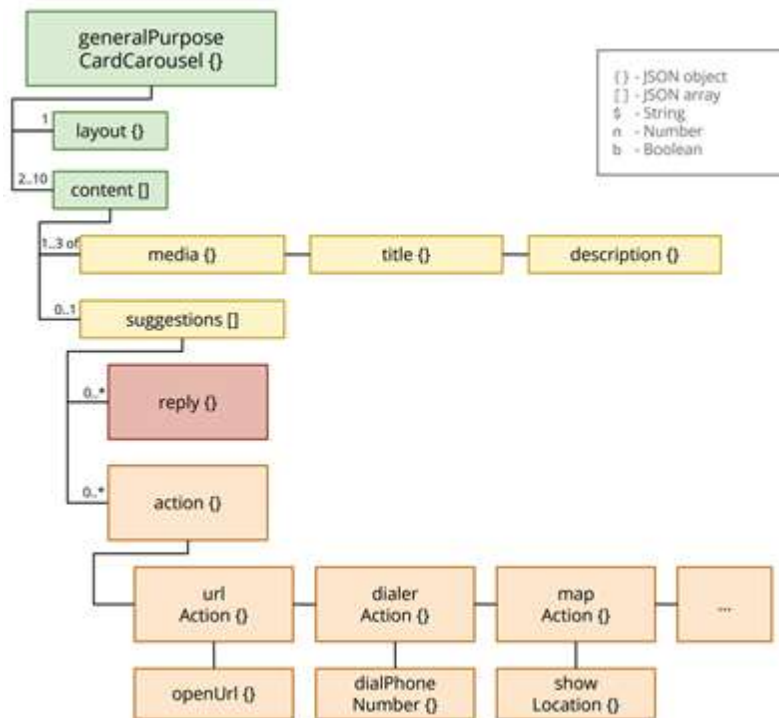 generalPurpose
CardCarousel {}
{} - JSON object
[] - JSON array
$ - String
n - Number
b - Boolean
1
layout {}
2..10
content []
1..3 of
media {}
title {}
description {}
0..1
suggestions []
0..*
reply {}
0..*
action {}
url
Action {}
dialer
Action {}
map
Action {}
...
openUrl {}
dialPhone
Number {}
show
Location {}